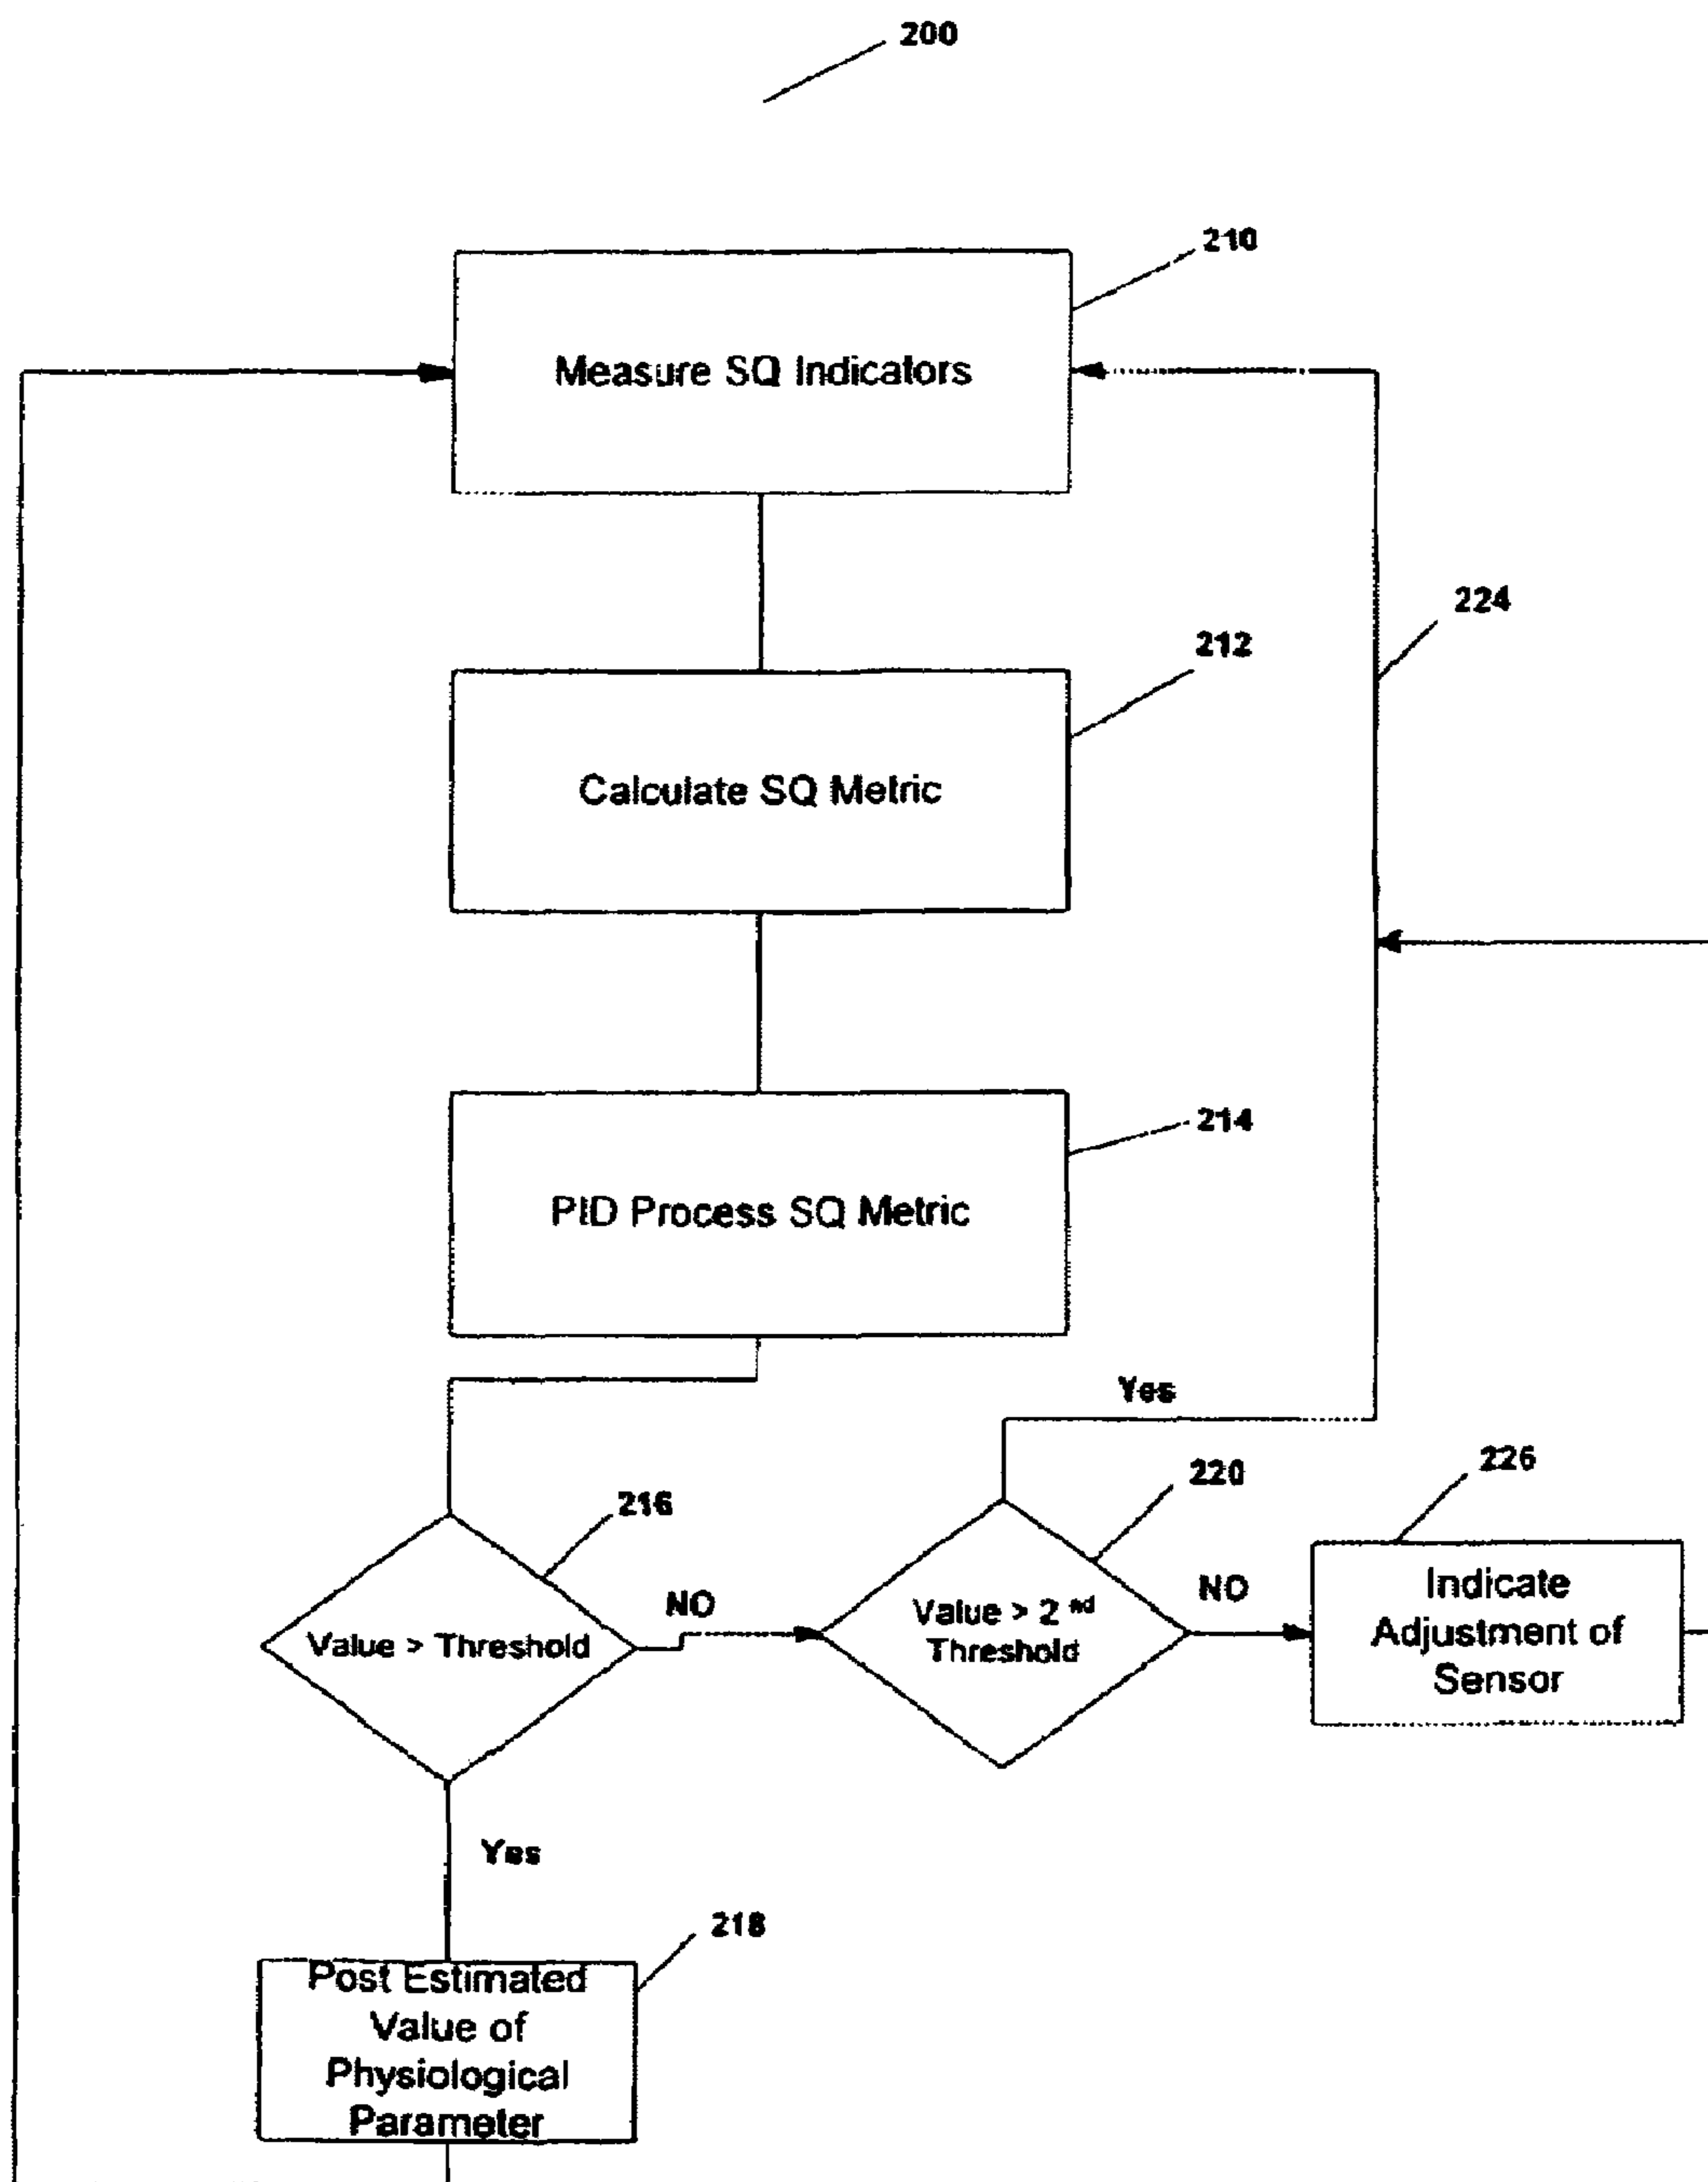 200
210
Measure SQ Indicators
224
212
Calculate SQ Metric
214
PID Process SQ Metric
Yes
220
226
216
Indicate
Adjustment of
Sensor
NO
NO
Value > 2 nd
Threshold
Value > Threshold
Yes
218
Post Estimated
Value of
Physiological
Parameter